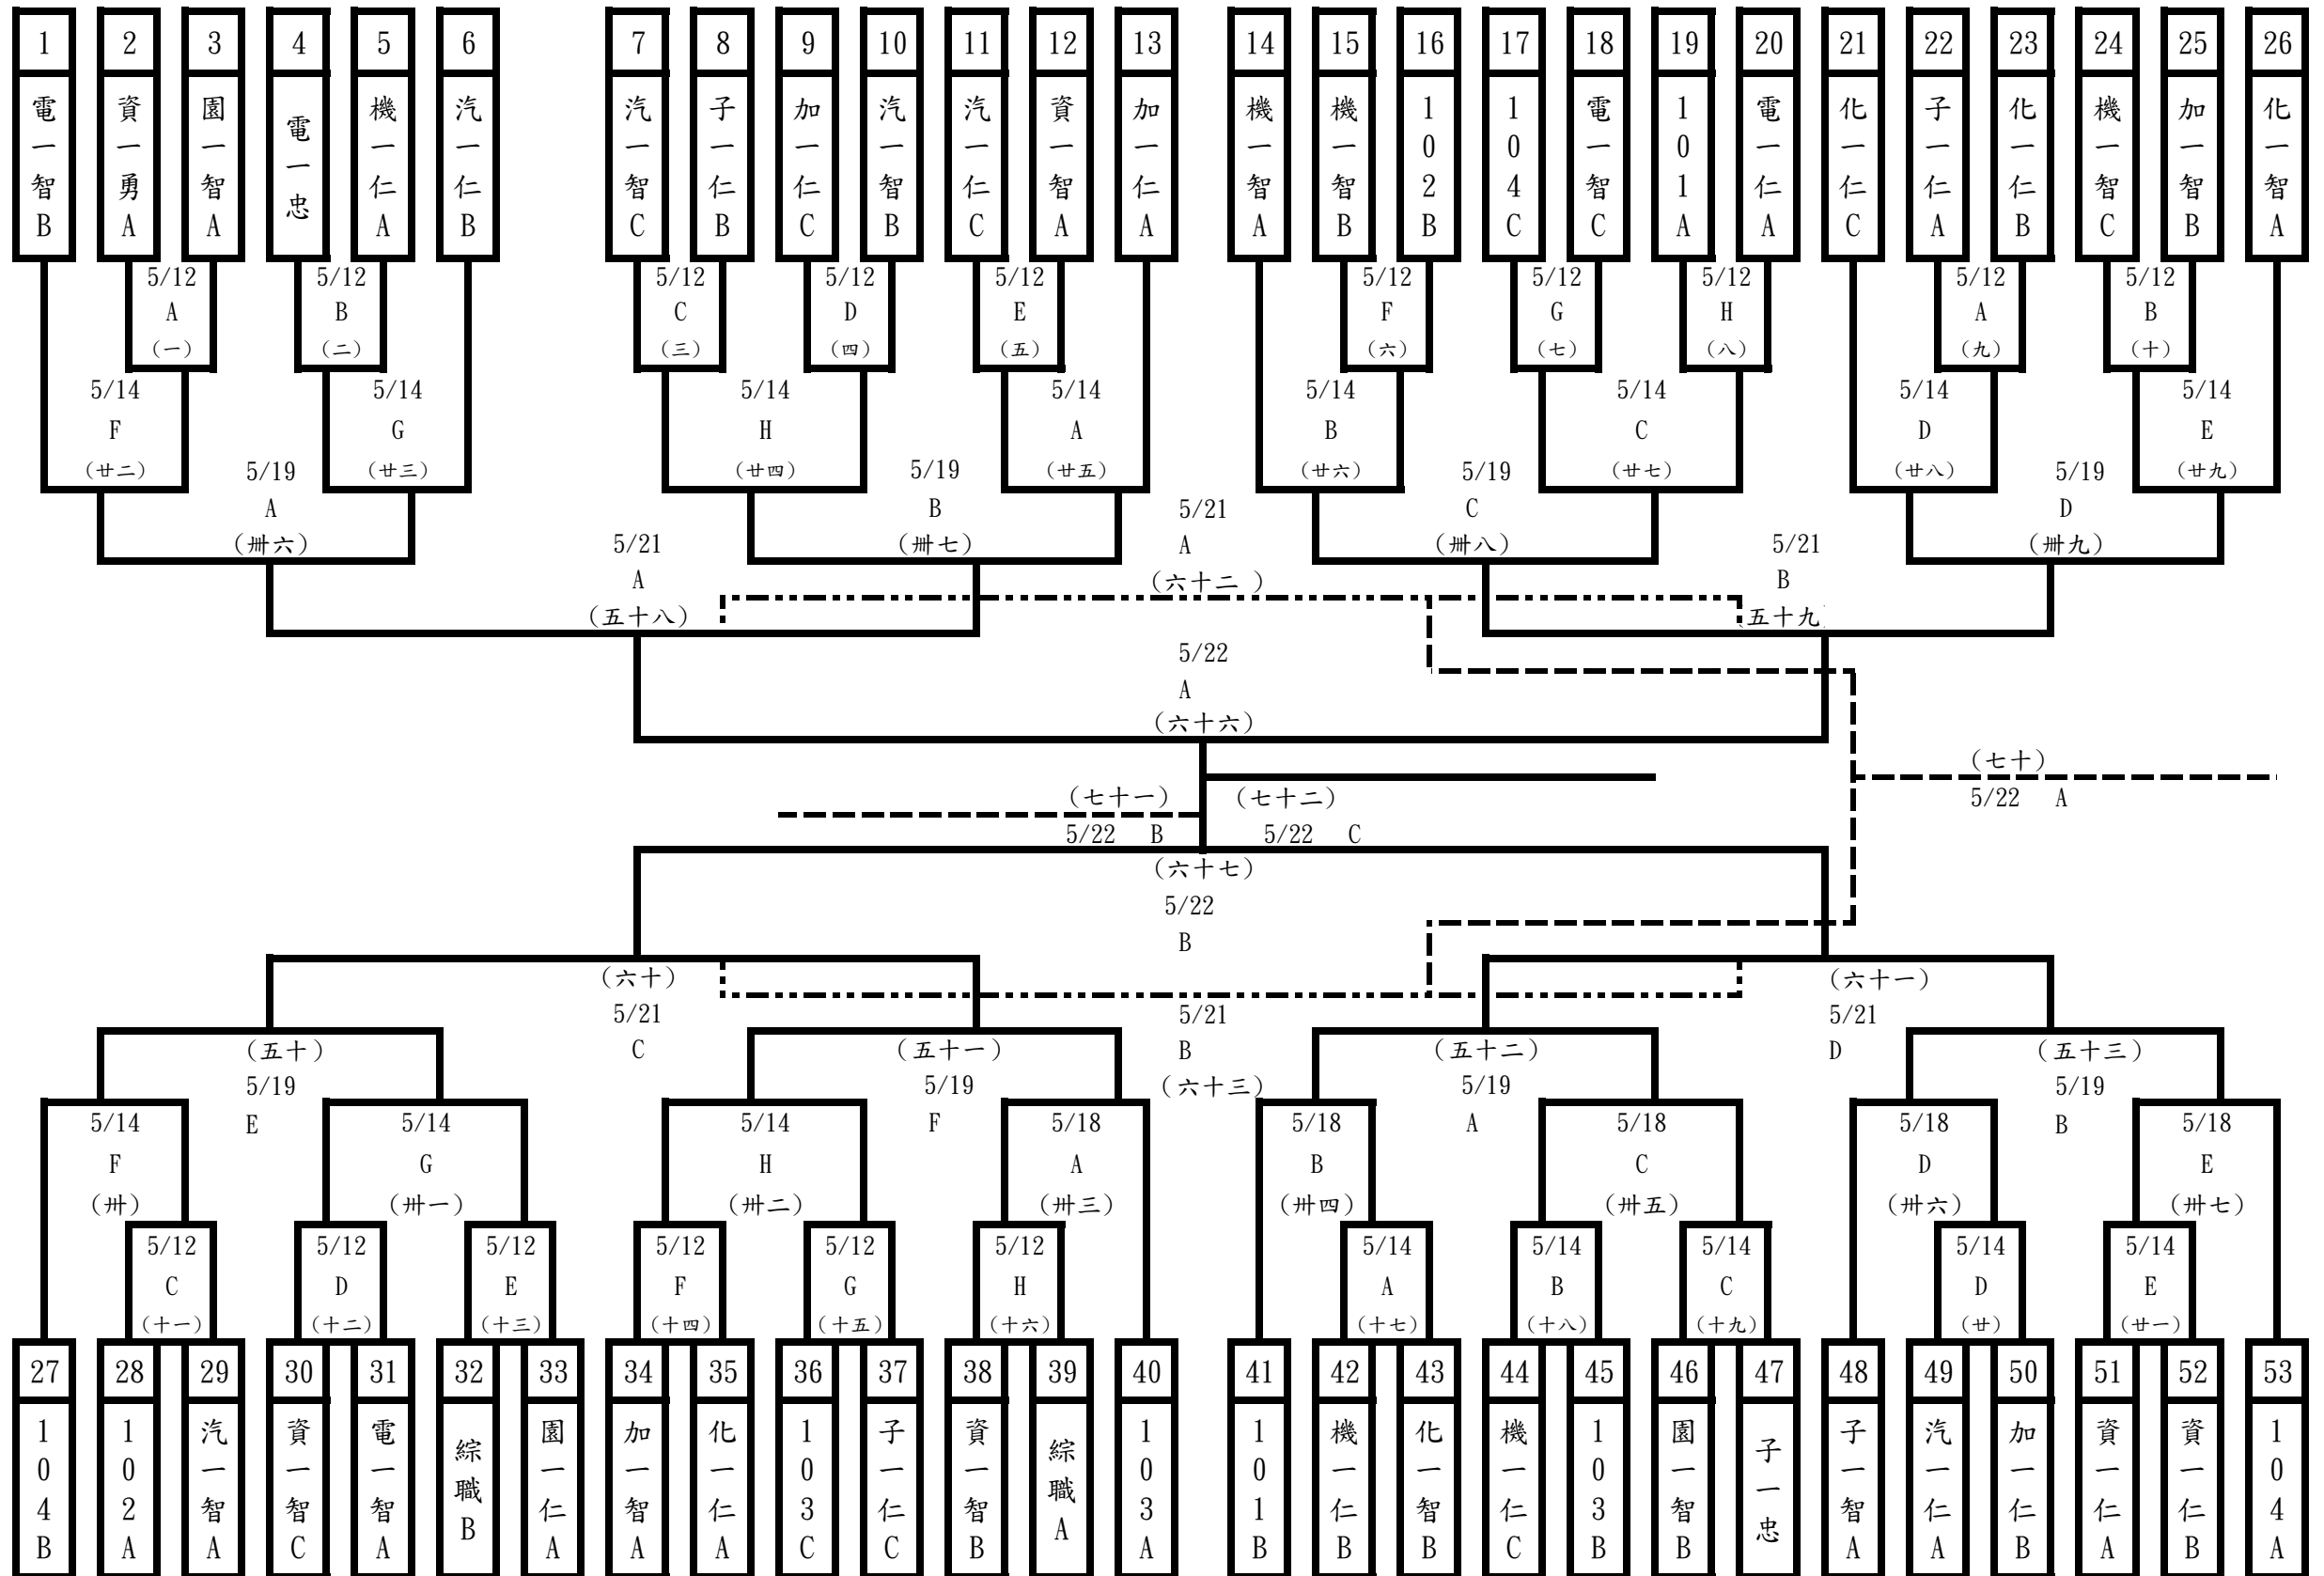 1 2 3 4 5 6 7 8 9 10 11 12 13 14 15 16 17 18 19 20 21 22 23 24 25 26
電一智B 資一勇A 園一智A 電一忠 機一仁A 汽一仁B 汽一智C 子一仁B 加一仁C 汽一智B 汽一仁C 資一智A 加一仁A 機一智A 機一智B 102B 104C 電一智C 101A 電一仁A 化一仁C 子一仁A 化一仁B 機一智C 加一智B 化一智A
5/12 5/12 5/12 5/12 5/12 5/12 5/12 5/12 5/12 5/12
A B C D E F G H A B
(一) (二) (三) (四) (五) (六) (七) (八) (九) (十)
5/14 5/14 5/14 5/14 5/14 5/14 5/14 5/14
F G H A B C D E
(廿二) (廿三) (廿四) (廿五) (廿六) (廿七) (廿八) (廿九)
5/19 5/19 5/19 5/19
A B C D
(卌六) (卌七) (卌八) (卌九)
5/21
A
(六十二 )
5/21 5/21
A B
(五十八) (五十九)
5/22
A
(六十六)
(七十)
5/22 A
(七十一) (七十二)
5/22 B 5/22 C
(六十七)
5/22
B
(六十) (六十一)
5/21 5/21
C D
5/21
B
(六十三)
(五十) (五十一) (五十二) (五十三)
5/19 5/19 5/19 5/19
E F A B
5/14 5/14 5/14 5/18 5/18 5/18 5/18 5/18
F G H A B C D E
(卅) (卅一) (卅二) (卅三) (卅四) (卅五) (卅六) (卅七)
5/12 5/12 5/12 5/12 5/12 5/12 5/14 5/14 5/14 5/14 5/14
C D E F G H A B C D E
(十一) (十二) (十三) (十四) (十五) (十六) (十七) (十八) (十九) (廿) (廿一)
27 28 29 30 31 32 33 34 35 36 37 38 39 40 41 42 43 44 45 46 47 48 49 50 51 52 53
104B 102A 汽一智A 資一智C 電一智A 綜職B 園一仁A 加一智A 化一仁A 103C 子一仁C 資一智B 綜職A 103A 101B 機一仁B 化一智B 機一仁C 103B 園一智B 子一忠 子一智A 汽一仁A 加一仁B 資一仁A 資一仁B 104A